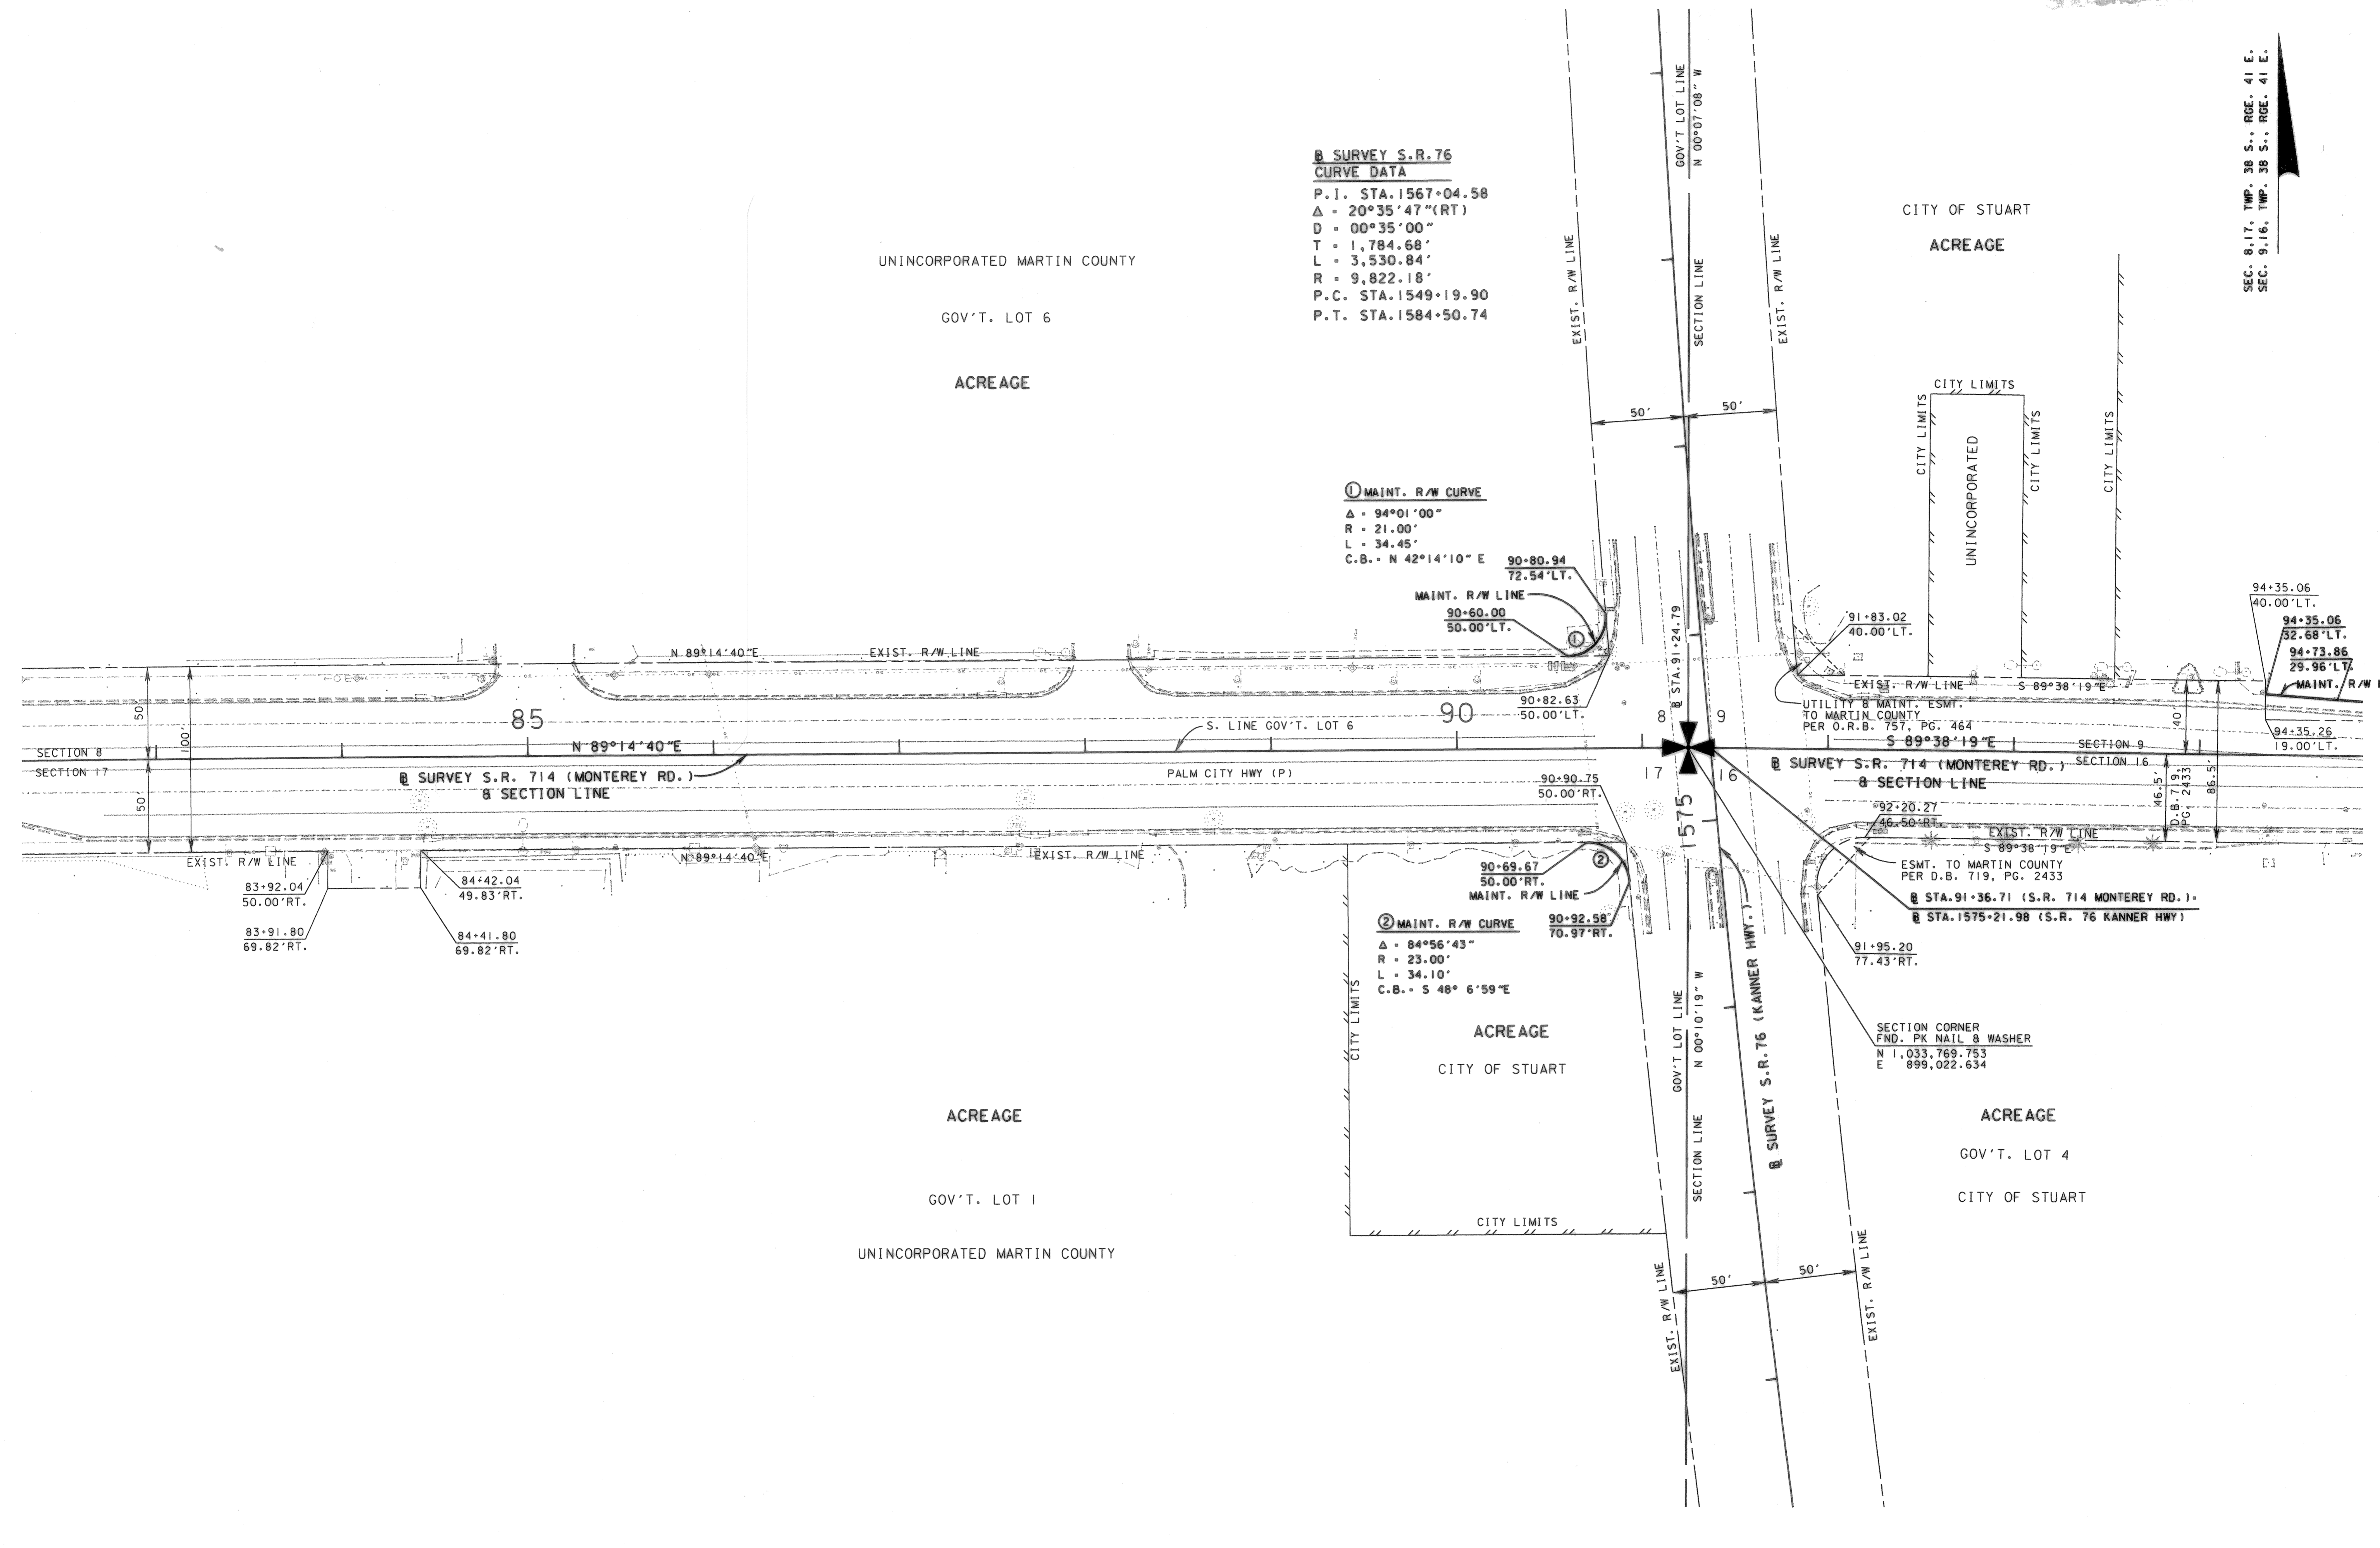 SEC. 8,17, TWP. 38 S., RGE. 41 E.
SEC. 9,16, TWP. 38 S., RGE. 41 E.
GOV'T LOT LINE
N 00°07'08" W
SECTION LINE
EXIST. R/W LINE
EXIST. R/W LINE
B SURVEY S.R.76
CURVE DATA
P.I. STA.1567+04.58
Δ = 20°35'47"(RT)
D = 00°35'00"
T = 1,784.68'
L = 3,530.84'
R = 9,822.18'
P.C. STA.1549+19.90
P.T. STA.1584+50.74
UNINCORPORATED MARTIN COUNTY
GOV'T. LOT 6
ACREAGE
CITY OF STUART
ACREAGE
CITY LIMITS
CITY LIMITS
CITY LIMITS
CITY LIMITS
UNINCORPORATED
50'
50'
① MAINT. R/W CURVE
Δ = 94°01'00"
R = 21.00'
L = 34.45'
C.B. = N 42°14'10" E
90+80.94
72.54'LT.
MAINT. R/W LINE
90+60.00
50.00'LT.
①
B STA.91+24.79
91+83.02
40.00'LT.
94+35.06
40.00'LT.
94+35.06
32.68'LT.
94+73.86
29.96'LT.
MAINT. R/W
N 89°14'40"E
EXIST. R/W LINE
EXIST. R/W LINE
S 89°38'19"E
UTILITY & MAINT. ESMT.
TO MARTIN COUNTY
PER O.R.B. 757, PG. 464
90+82.63
50.00'LT.
94+35.26
19.00'LT.
50'
100'
50'
85
90
8
9
17
16
40'
46.5'
D.B. 719,
PG. 2433
86.5'
S. LINE GOV'T. LOT 6
SECTION 8
SECTION 17
N 89°14'40"E
S 89°38'19"E
SECTION 9
SECTION 16
B SURVEY S.R. 714 (MONTEREY RD.)
& SECTION LINE
PALM CITY HWY (P)
B SURVEY S.R. 714 (MONTEREY RD.)
& SECTION LINE
90+90.75
50.00'RT.
1575
92+20.27
46.50'RT.
EXIST. R/W LINE
S 89°38'19"E
EXIST. R/W LINE
N 89°14'40"E
EXIST. R/W LINE
ESMT. TO MARTIN COUNTY
PER D.B. 719, PG. 2433
83+92.04
50.00'RT.
84+42.04
49.83'RT.
83+91.80
69.82'RT.
84+41.80
69.82'RT.
②
90+69.67
50.00'RT.
MAINT. R/W LINE
90+92.58
70.97'RT.
② MAINT. R/W CURVE
Δ = 84°56'43"
R = 23.00'
L = 34.10'
C.B. = S 48° 6'59"E
B STA.91+36.71 (S.R. 714 MONTEREY RD.)=
B STA.1575+21.98 (S.R. 76 KANNER HWY)
91+95.20
77.43'RT.
B SURVEY S.R.76 (KANNER HWY.)
GOV'T LOT LINE
N 00°10'19" W
SECTION LINE
CITY LIMITS
ACREAGE
CITY OF STUART
CITY LIMITS
SECTION CORNER
FND. PK NAIL & WASHER
N 1,033,769.753
E 899,022.634
ACREAGE
GOV'T. LOT 1
UNINCORPORATED MARTIN COUNTY
ACREAGE
GOV'T. LOT 4
CITY OF STUART
50'
50'
EXIST. R/W LINE
EXIST. R/W LINE